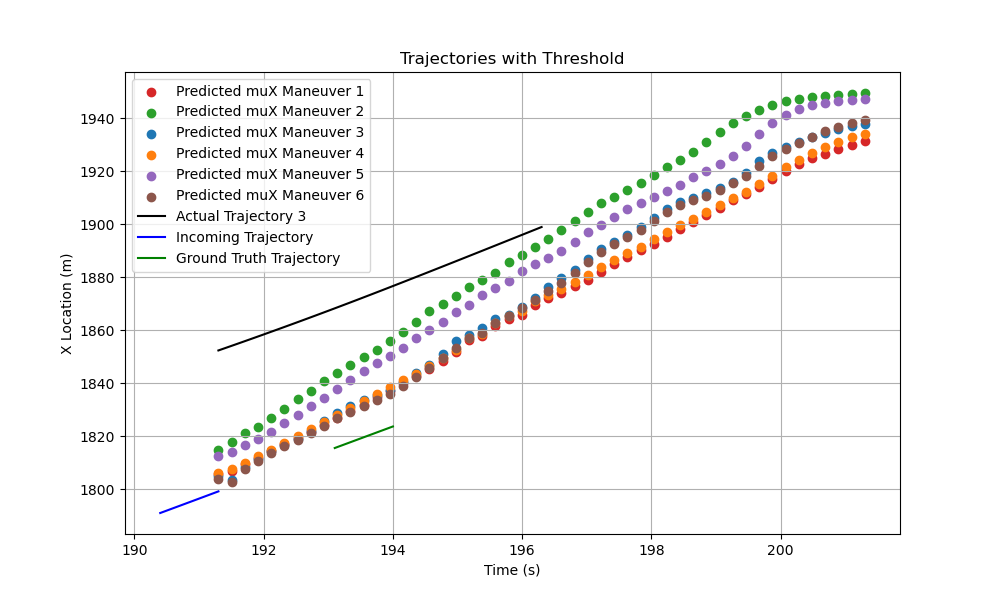 Trajectories with Threshold
Predicted muX Maneuver 1
Predicted muX Maneuver 2
Predicted muX Maneuver 3
Predicted muX Maneuver 4
Predicted muX Maneuver 5
Predicted muX Maneuver 6
Actual Trajectory 3
Incoming Trajectory
Ground Truth Trajectory
X Location (m)
1940
1920
1900
1880
1860
1840
1820
1800
190 192 194 196 198 200
Time (s)